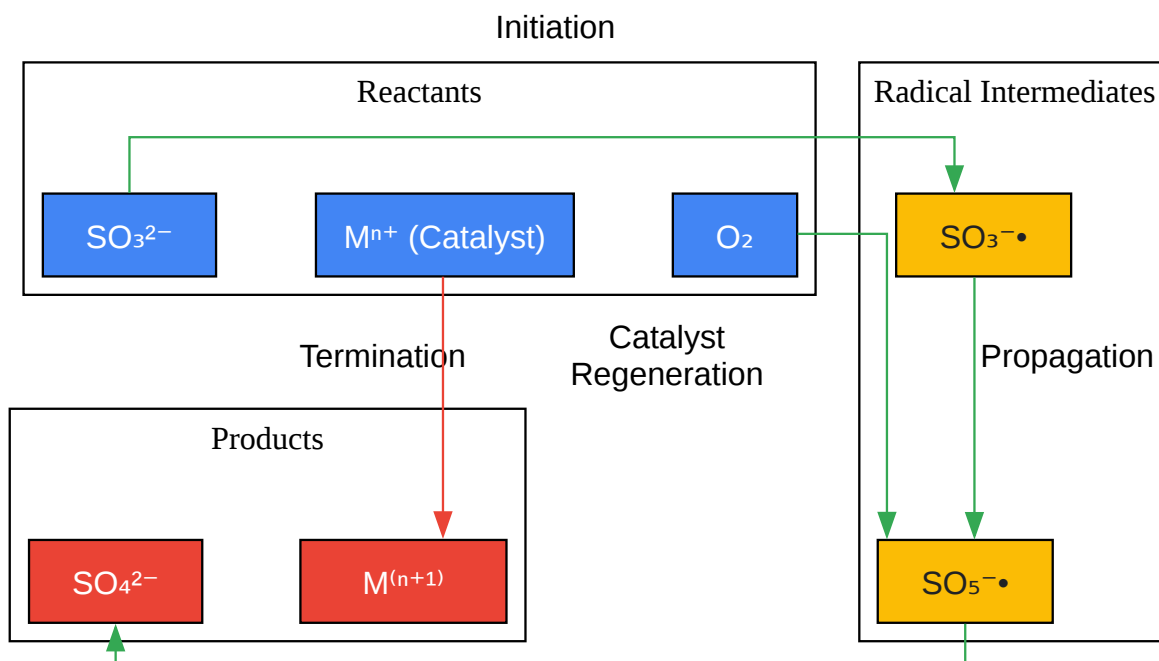 Initiation
Reactants
Radical Intermediates
SO₃²⁻
Mⁿ⁺ (Catalyst)
O₂
SO₃⁻•
Termination
Catalyst
Regeneration
Propagation
Products
SO₄²⁻
M⁽ⁿ⁺¹⁾
SO₅⁻•